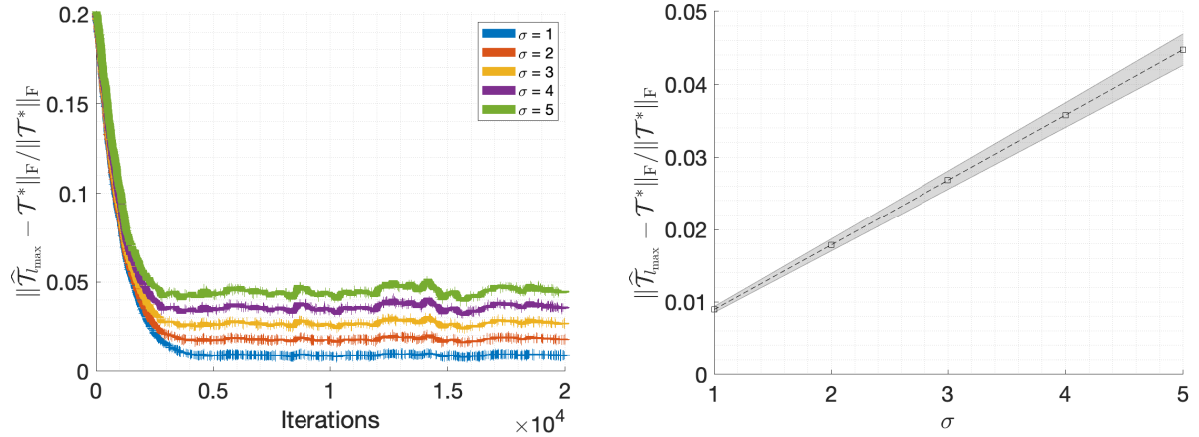 0.2
0.15
0.1
0.05
0
0
0.5
1
1.5
2
×10⁴
Iterations
‖𝒯̂_{l_max} − 𝒯*‖_F/‖𝒯*‖_F
σ = 1
σ = 2
σ = 3
σ = 4
σ = 5
0.05
0.04
0.03
0.02
0.01
0
1
2
3
4
5
σ
‖𝒯̂_{l_max} − 𝒯*‖_F/‖𝒯*‖_F